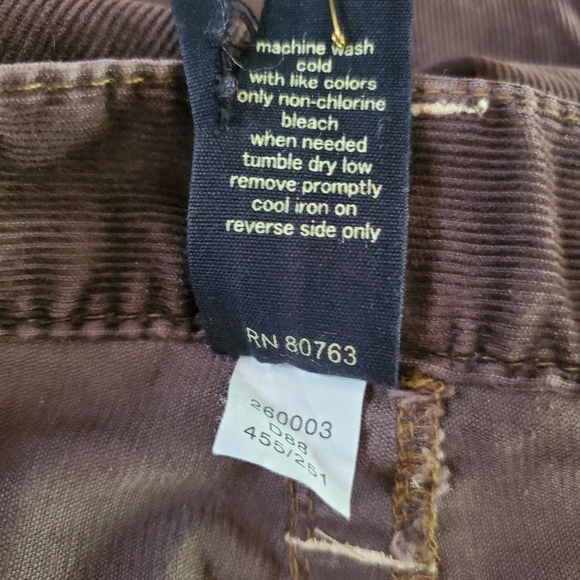 machine wash
cold
with like colors
only non-chlorine
bleach
when needed
tumble dry low
remove promptly
cool iron on
reverse side only
RN 80763
260003
D88
455/251